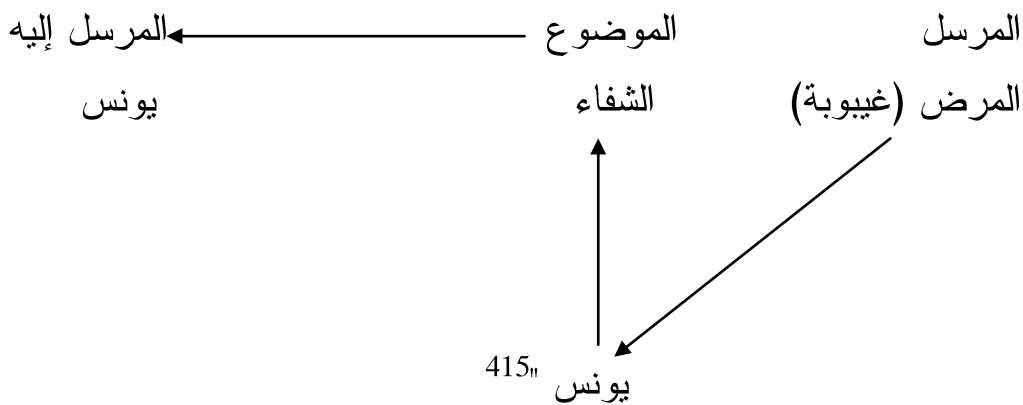 المرسل الموضوع المرسل إليه
المرض (غيبوبة) الشفاء يونس
يونس "415